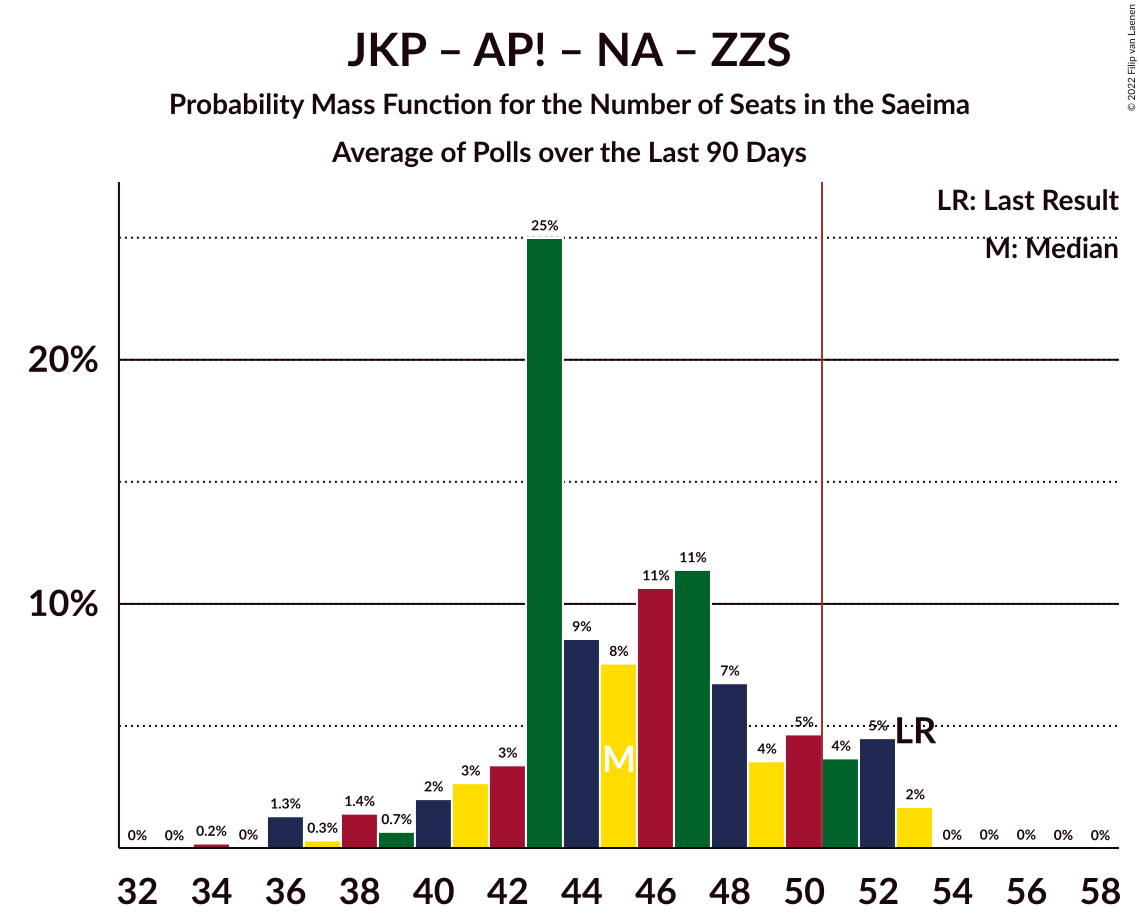 JKP – AP! – NA – ZZS
Probability Mass Function for the Number of Seats in the Saeima
Average of Polls over the Last 90 Days
© 2022 Filip van Laenen
LR: Last Result
M: Median
20%
10%
0% 0% 0.2% 0% 1.3% 0.3% 1.4% 0.7% 2% 3% 3% 25% 9% 8% 11% 11% 7% 4% 5% 4% 5% 2% 0% 0% 0% 0% 0%
M
LR
32 34 36 38 40 42 44 46 48 50 52 54 56 58